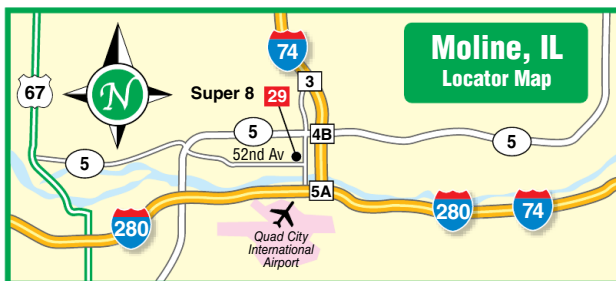 74
Moline, IL
Locator Map
3
67
N
Super 8 29
5
4B
5
52nd Av
5
5A
280
74
280
Quad City
International
Airport